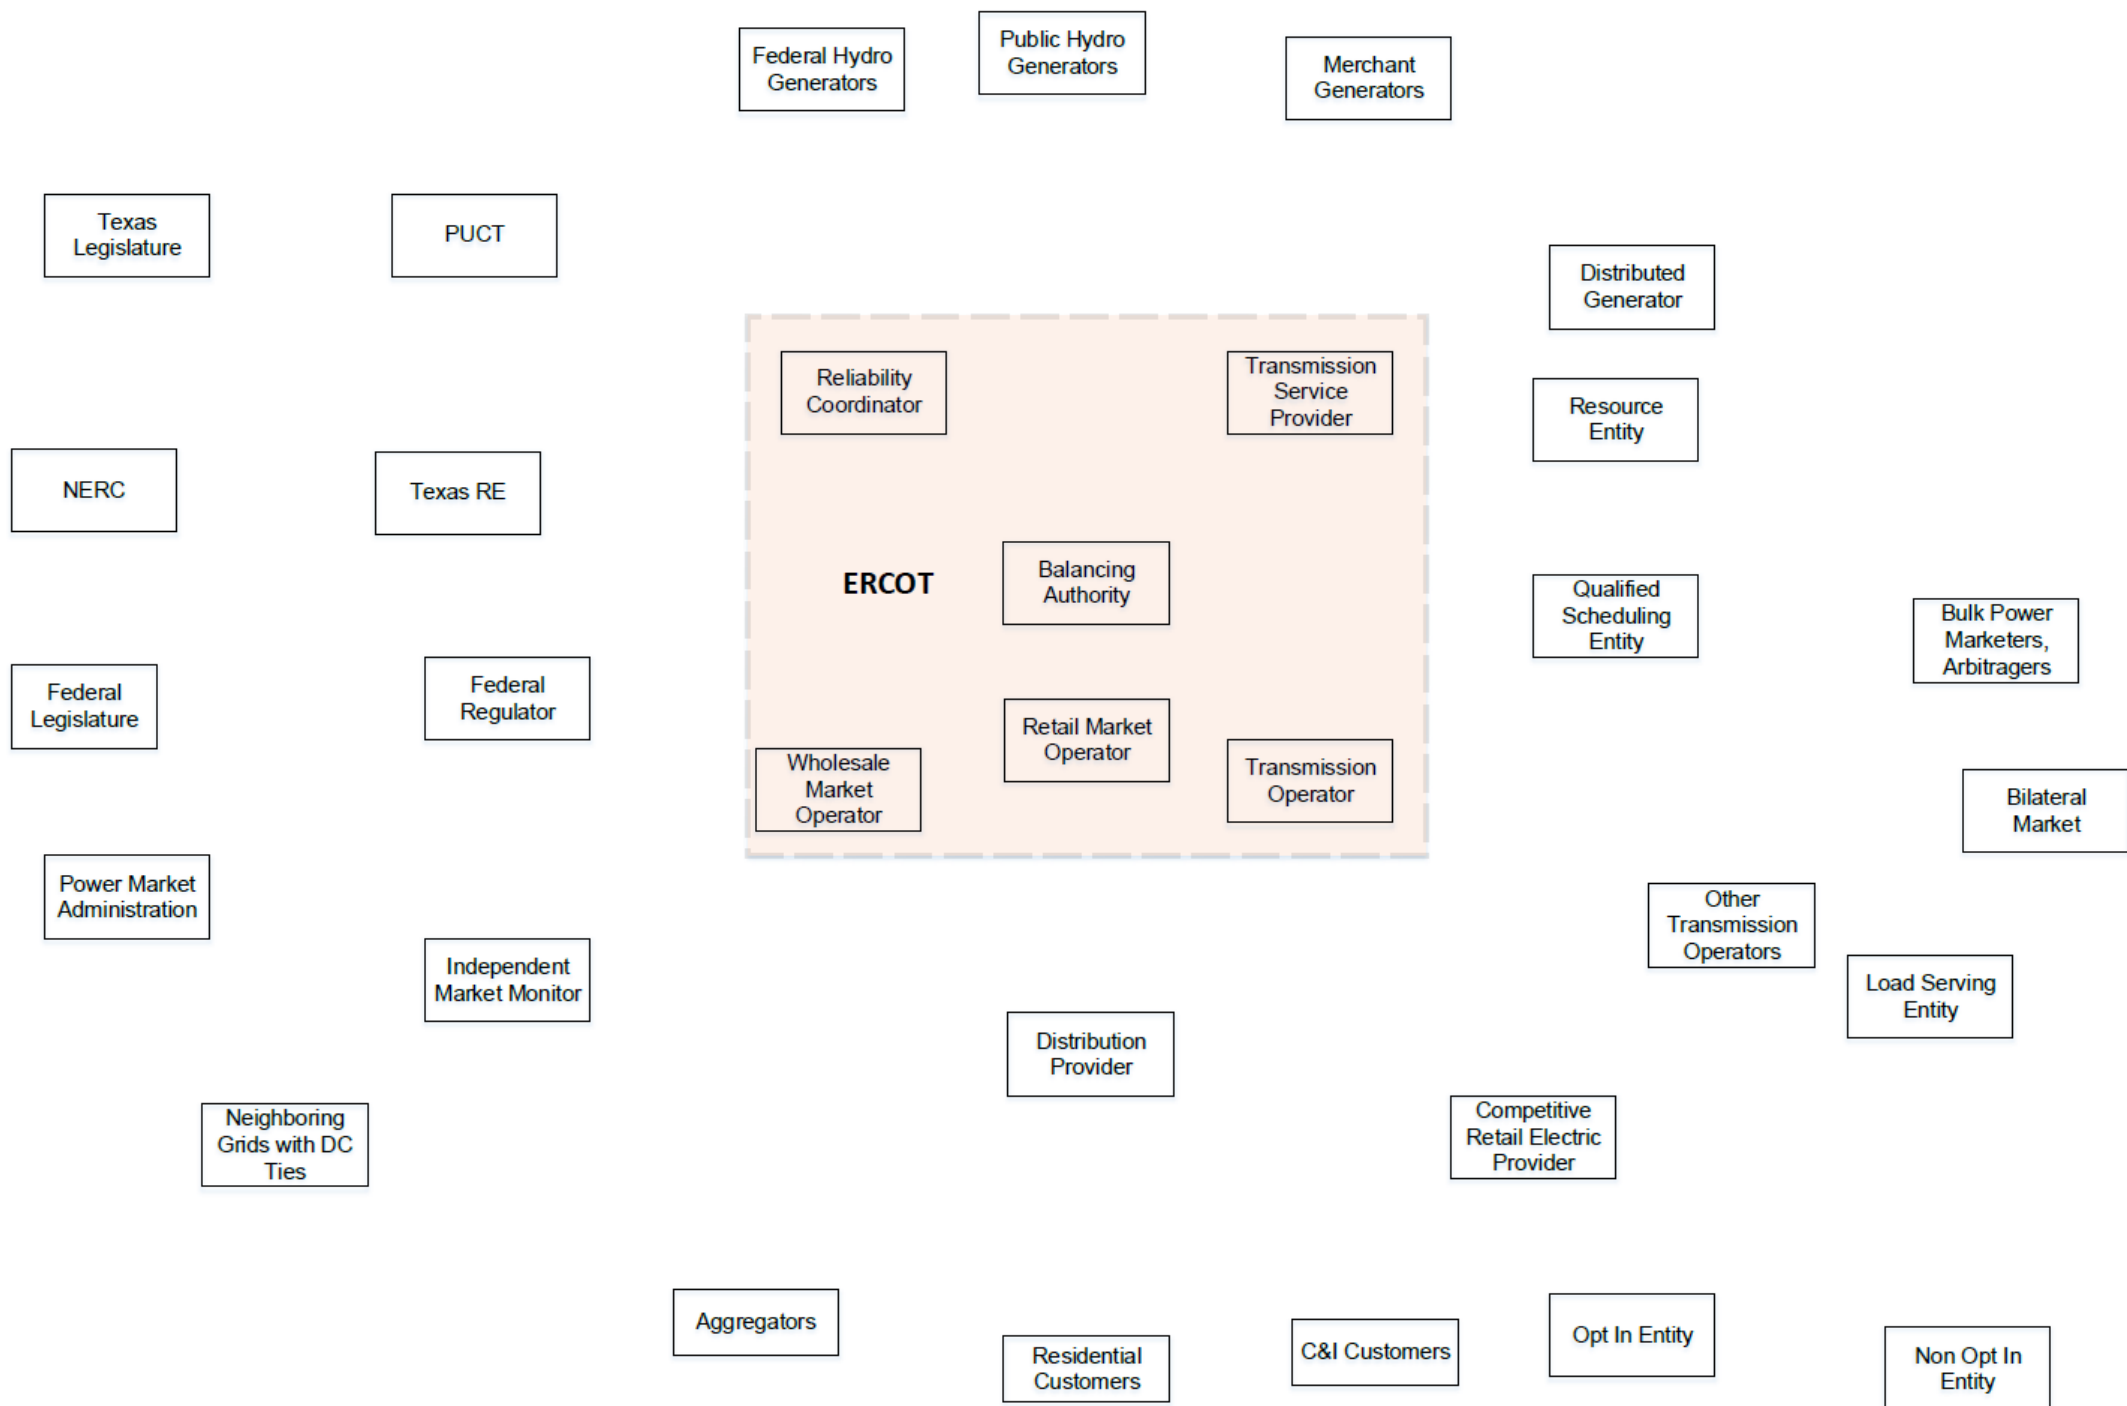 Federal Hydro
Generators
Public Hydro
Generators
Merchant
Generators
Texas
Legislature
PUCT
Distributed
Generator
Reliability
Coordinator
Transmission
Service
Provider
Resource
Entity
NERC
Texas RE
ERCOT
Balancing
Authority
Qualified
Scheduling
Entity
Bulk Power
Marketers,
Arbitragers
Federal
Legislature
Federal
Regulator
Retail Market
Operator
Wholesale
Market
Operator
Transmission
Operator
Bilateral
Market
Power Market
Administration
Other
Transmission
Operators
Independent
Market Monitor
Load Serving
Entity
Distribution
Provider
Neighboring
Grids with DC
Ties
Competitive
Retail Electric
Provider
Aggregators
Residential
Customers
C&I Customers
Opt In Entity
Non Opt In
Entity